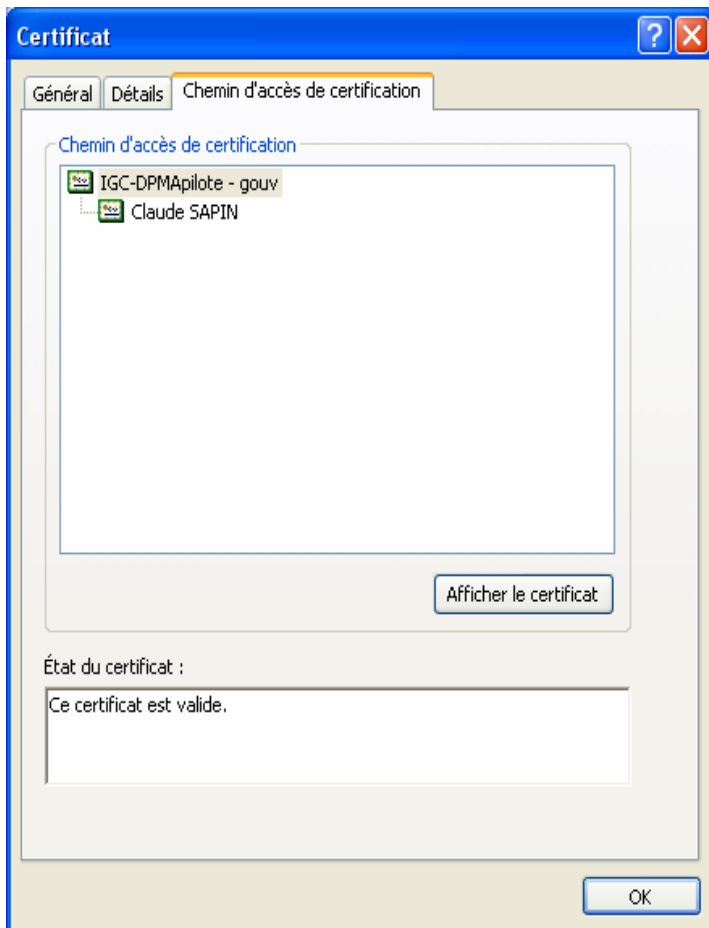 Certificat
Général Détails Chemin d'accès de certification
Chemin d'accès de certification
IGC-DPMApilote - gouv
Claude SAPIN
Afficher le certificat
État du certificat :
Ce certificat est valide.
OK